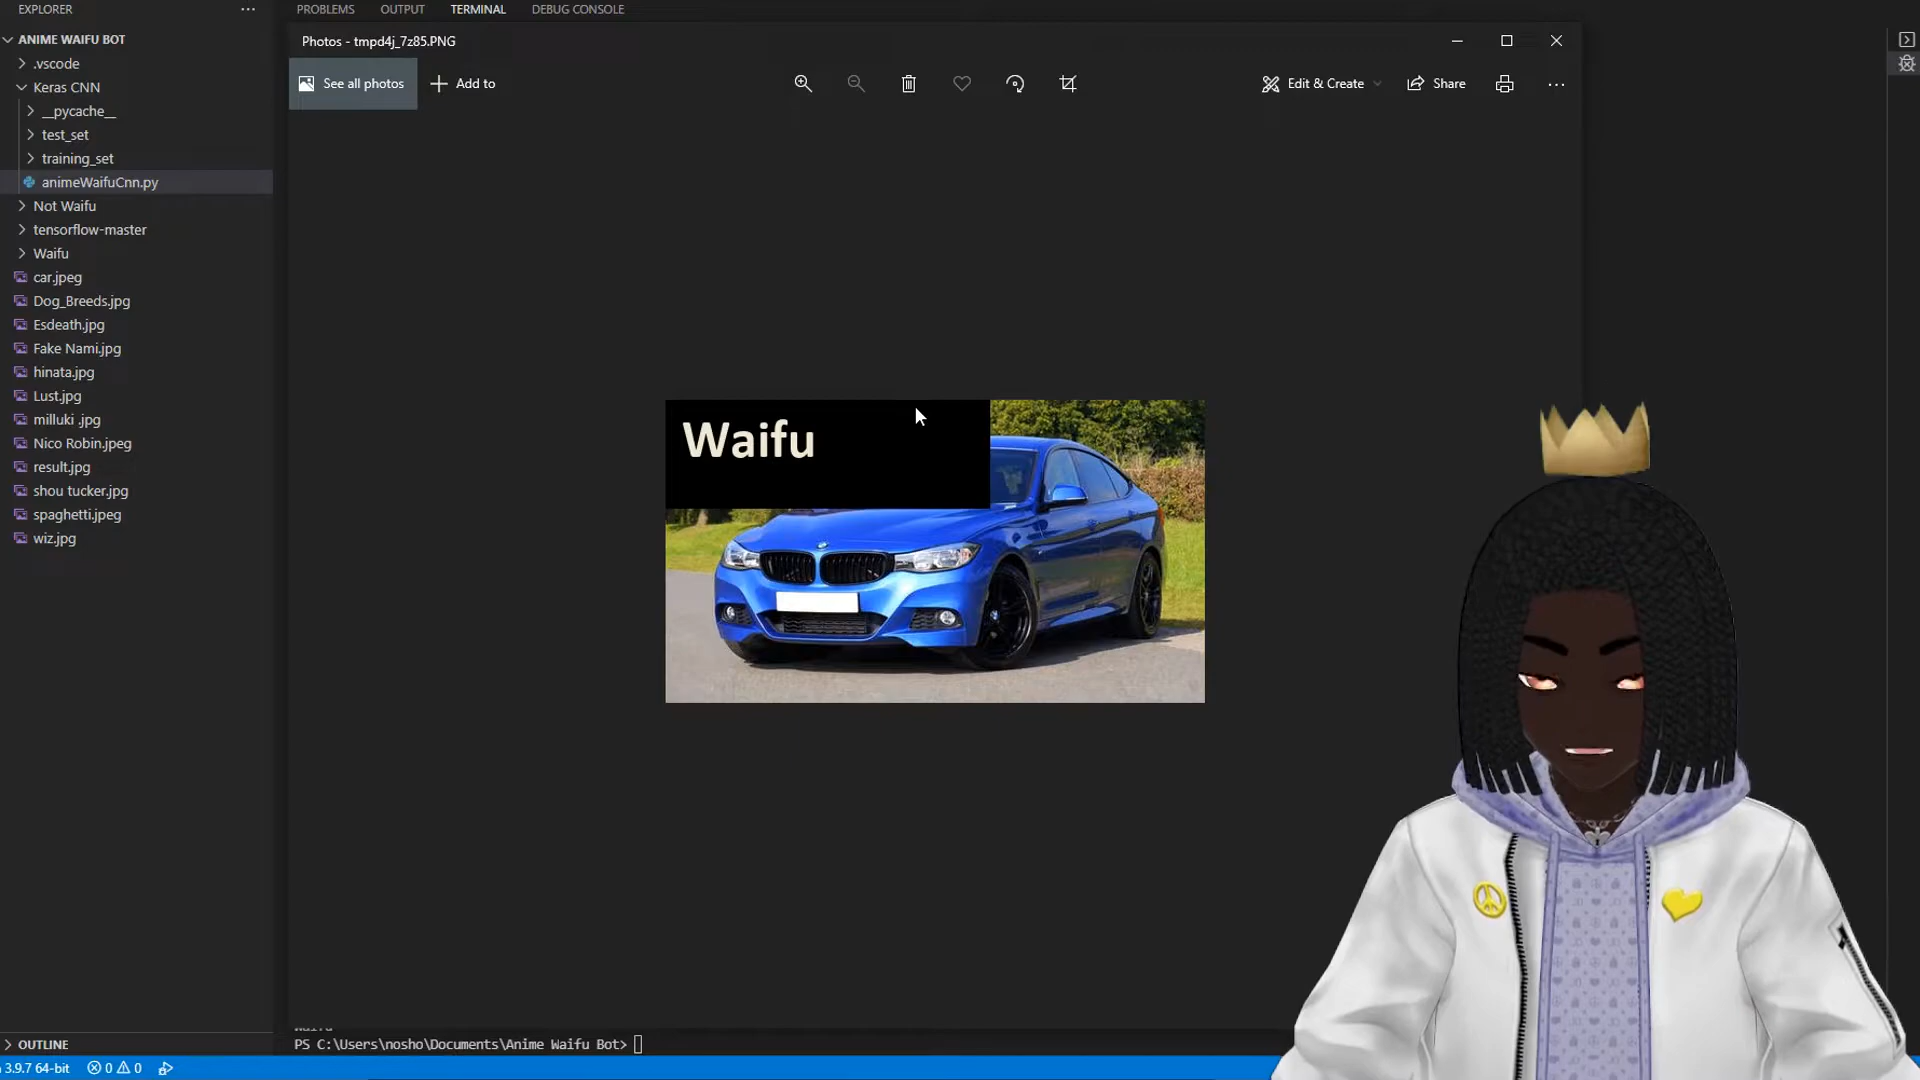 EXPLORER
PROBLEMS OUTPUT TERMINAL DEBUG CONSOLE
ANIME WAIFU BOT
Photos - tmpd4j_7z85.PNG
.vscode
Keras CNN
See all photos
Add to
Edit & Create
Share
__pycache__
test_set
training_set
animeWaifuCnn.py
Not Waifu
tensorflow-master
Waifu
car.jpeg
Dog_Breeds.jpg
Esdeath.jpg
Fake Nami.jpg
hinata.jpg
Lust.jpg
milluki .jpg
Nico Robin.jpeg
result.jpg
shou tucker.jpg
spaghetti.jpeg
wiz.jpg
Waifu
OUTLINE
PS C:\Users\nosho\Documents\Anime Waifu Bot>
3.9.7 64-bit
0 0